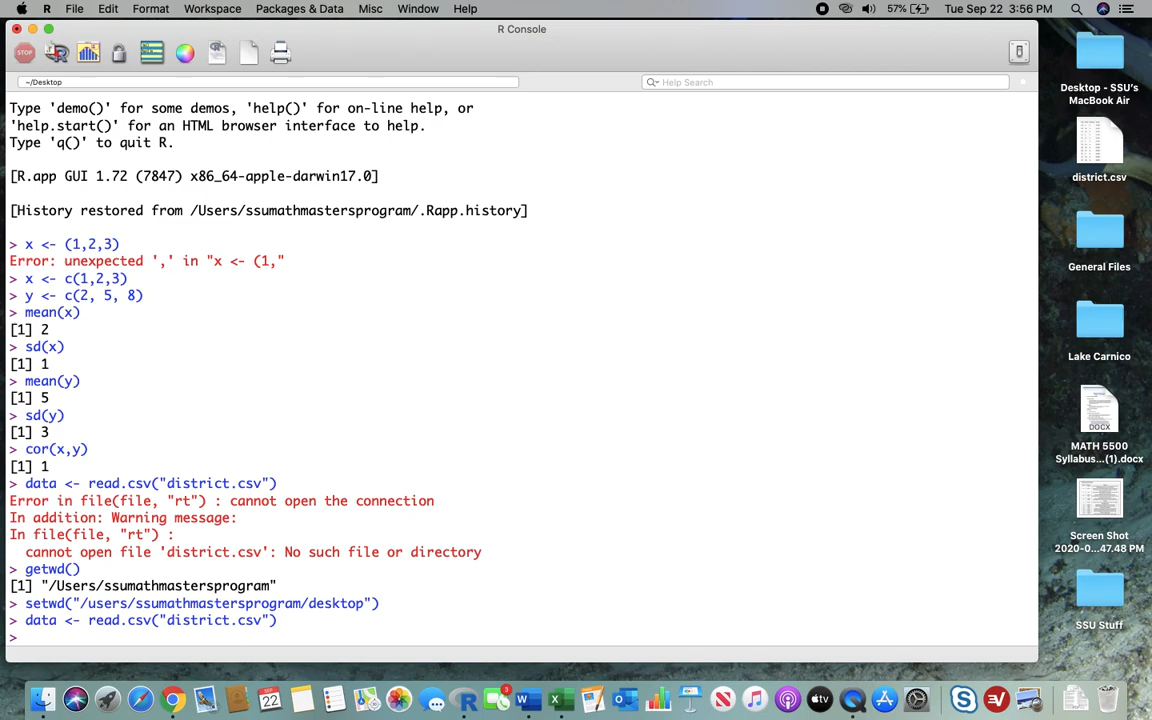 R File Edit Format Workspace Packages & Data Misc Window Help 57% Tue Sep 22 3:56 PM
R Console
STOP
~/Desktop
Help Search
Type 'demo()' for some demos, 'help()' for on-line help, or
'help.start()' for an HTML browser interface to help.
Type 'q()' to quit R.
[R.app GUI 1.72 (7847) x86_64-apple-darwin17.0]
[History restored from /Users/ssumathmastersprogram/.Rapp.history]
> x <- (1,2,3)
Error: unexpected ',' in "x <- (1,"
> x <- c(1,2,3)
> y <- c(2, 5, 8)
> mean(x)
[1] 2
> sd(x)
[1] 1
> mean(y)
[1] 5
> sd(y)
[1] 3
> cor(x,y)
[1] 1
> data <- read.csv("district.csv")
Error in file(file, "rt") : cannot open the connection
In addition: Warning message:
In file(file, "rt") :
cannot open file 'district.csv': No such file or directory
> getwd()
[1] "/Users/ssumathmastersprogram"
> setwd("/users/ssumathmastersprogram/desktop")
> data <- read.csv("district.csv")
>
Desktop - SSU's
MacBook Air
district.csv
General Files
Lake Carnico
DOCX
MATH 5500
Syllabus...(1).docx
Screen Shot
2020-0...47.48 PM
SSU Stuff
SEP
22
3
tv